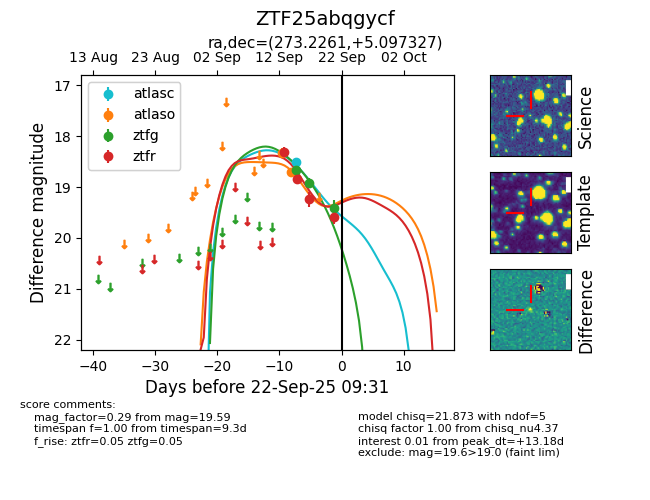 ZTF25abqgycf
ra,dec=(273.2261,+5.097327)
13 Aug 23 Aug 02 Sep 12 Sep 22 Sep 02 Oct
atlasc
atlaso
ztfg
ztfr
17
18
19
20
21
22
Difference magnitude
−40 −30 −20 −10 0 10
Days before 22-Sep-25 09:31
Science
Template
Difference
score comments:
mag_factor=0.29 from mag=19.59
timespan f=1.00 from timespan=9.3d
f_rise: ztfr=0.05 ztfg=0.05
model chisq=21.873 with ndof=5
chisq factor 1.00 from chisq_nu4.37
interest 0.01 from peak_dt=+13.18d
exclude: mag=19.6>19.0 (faint lim)